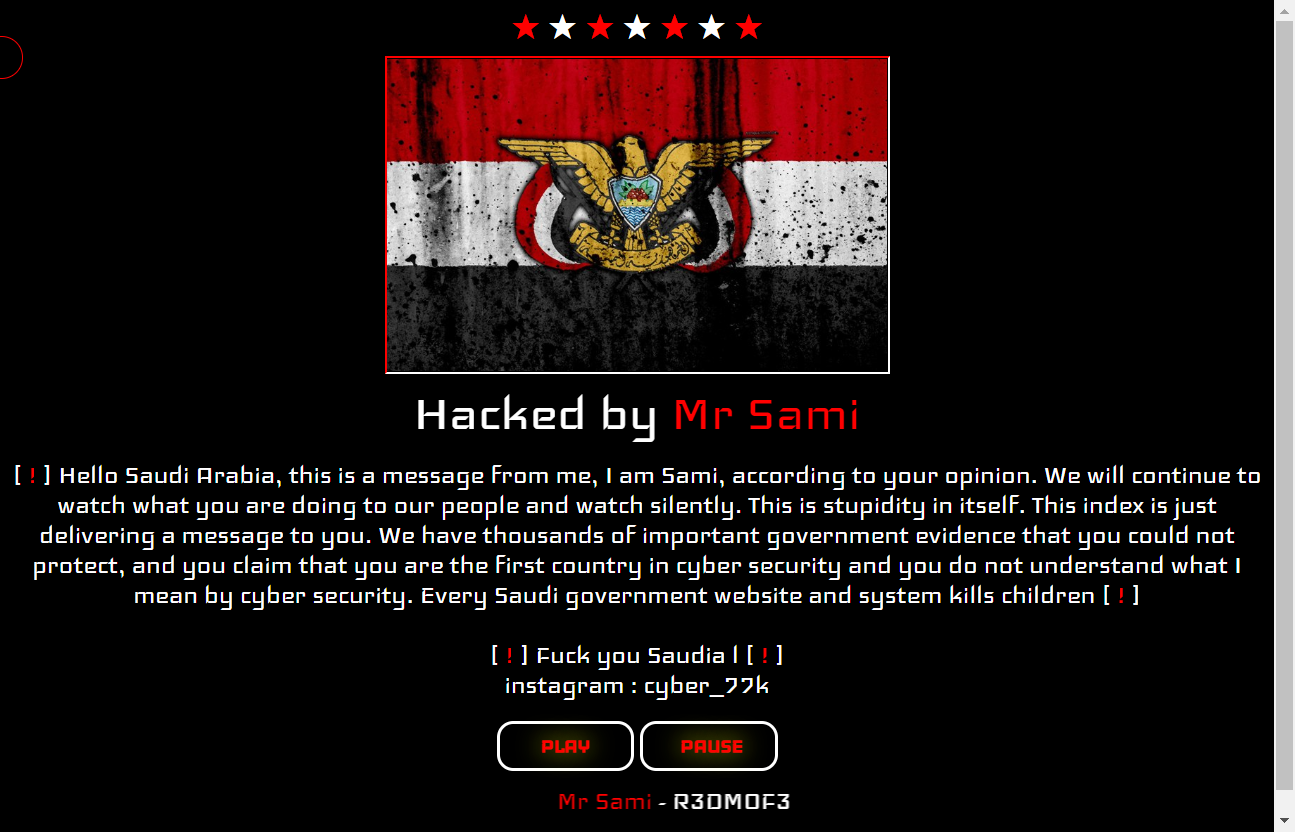 Hacked by Mr Sami
[ ! ] Hello Saudi Arabia, this is a message from me, I am Sami, according to your opinion. We will continue to
watch what you are doing to our people and watch silently. This is stupidity in itself. This index is just
delivering a message to you. We have thousands of important government evidence that you could not
protect, and you claim that you are the first country in cyber security and you do not understand what I
mean by cyber security. Every Saudi government website and system kills children [ ! ]
[ ! ] Fuck you Saudia | [ ! ]
instagram : cyber_77k
PLAY PAUSE
Mr Sami - R3DM0F3